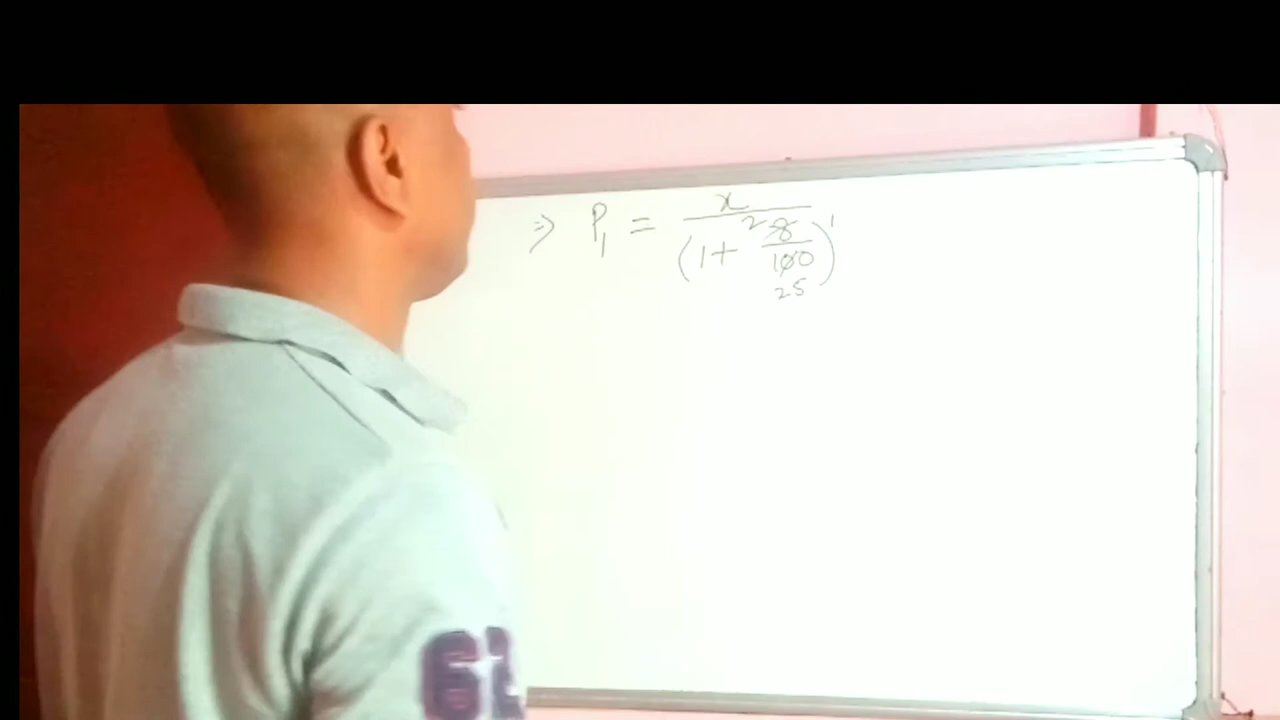 ⇒ P₁ = x / (1 + 2 8/100 25)¹
62